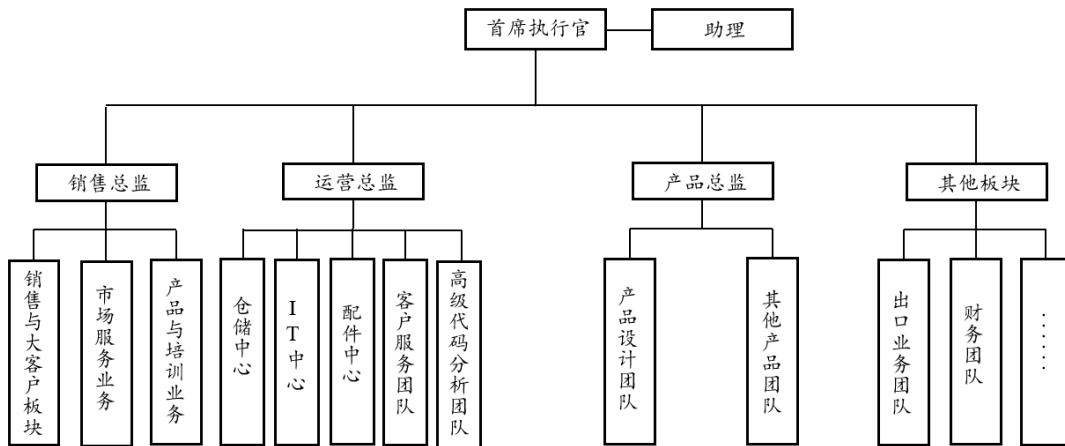 首席执行官
助理
销售总监
运营总监
产品总监
其他板块
销售与大客户板块
市场服务业务
产品与培训业务
仓储中心
IT中心
配件中心
客户服务团队
高级代码分析团队
产品设计团队
其他产品团队
出口业务团队
财务团队
......